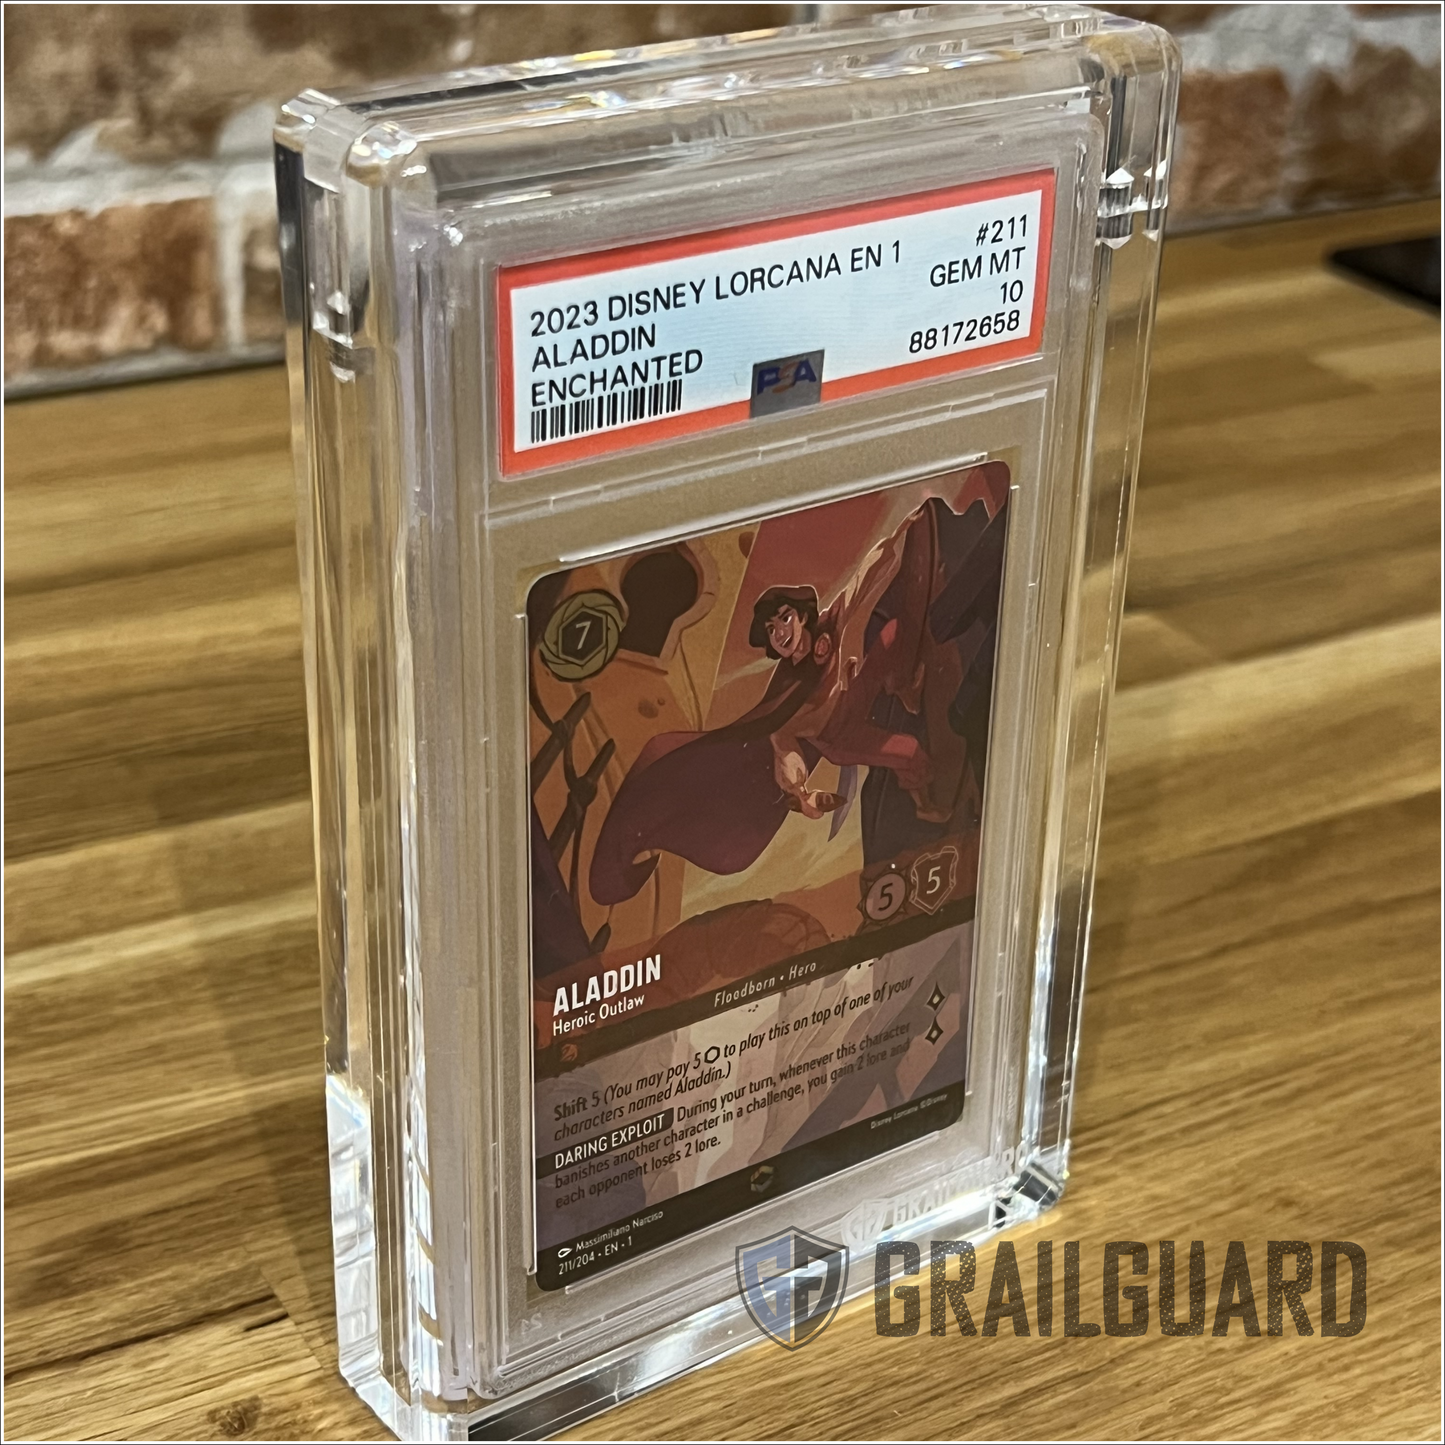 2023 DISNEY LORCANA EN 1
ALADDIN
ENCHANTED
#211
GEM MT
10
88172658
PSA
7
5
5
ALADDIN
Heroic Outlaw
Floodborn • Hero
Shift 5 (You may pay 5 to play this on top of one of your
characters named Aladdin.)
DARING EXPLOIT During your turn, whenever this character
banishes another character in a challenge, you gain 2 lore and
each opponent loses 2 lore.
Disney Lorcana ©Disney
Massimiliano Narciso
211/204 • EN • 1
GRAILGUARD
GRAILGUARD